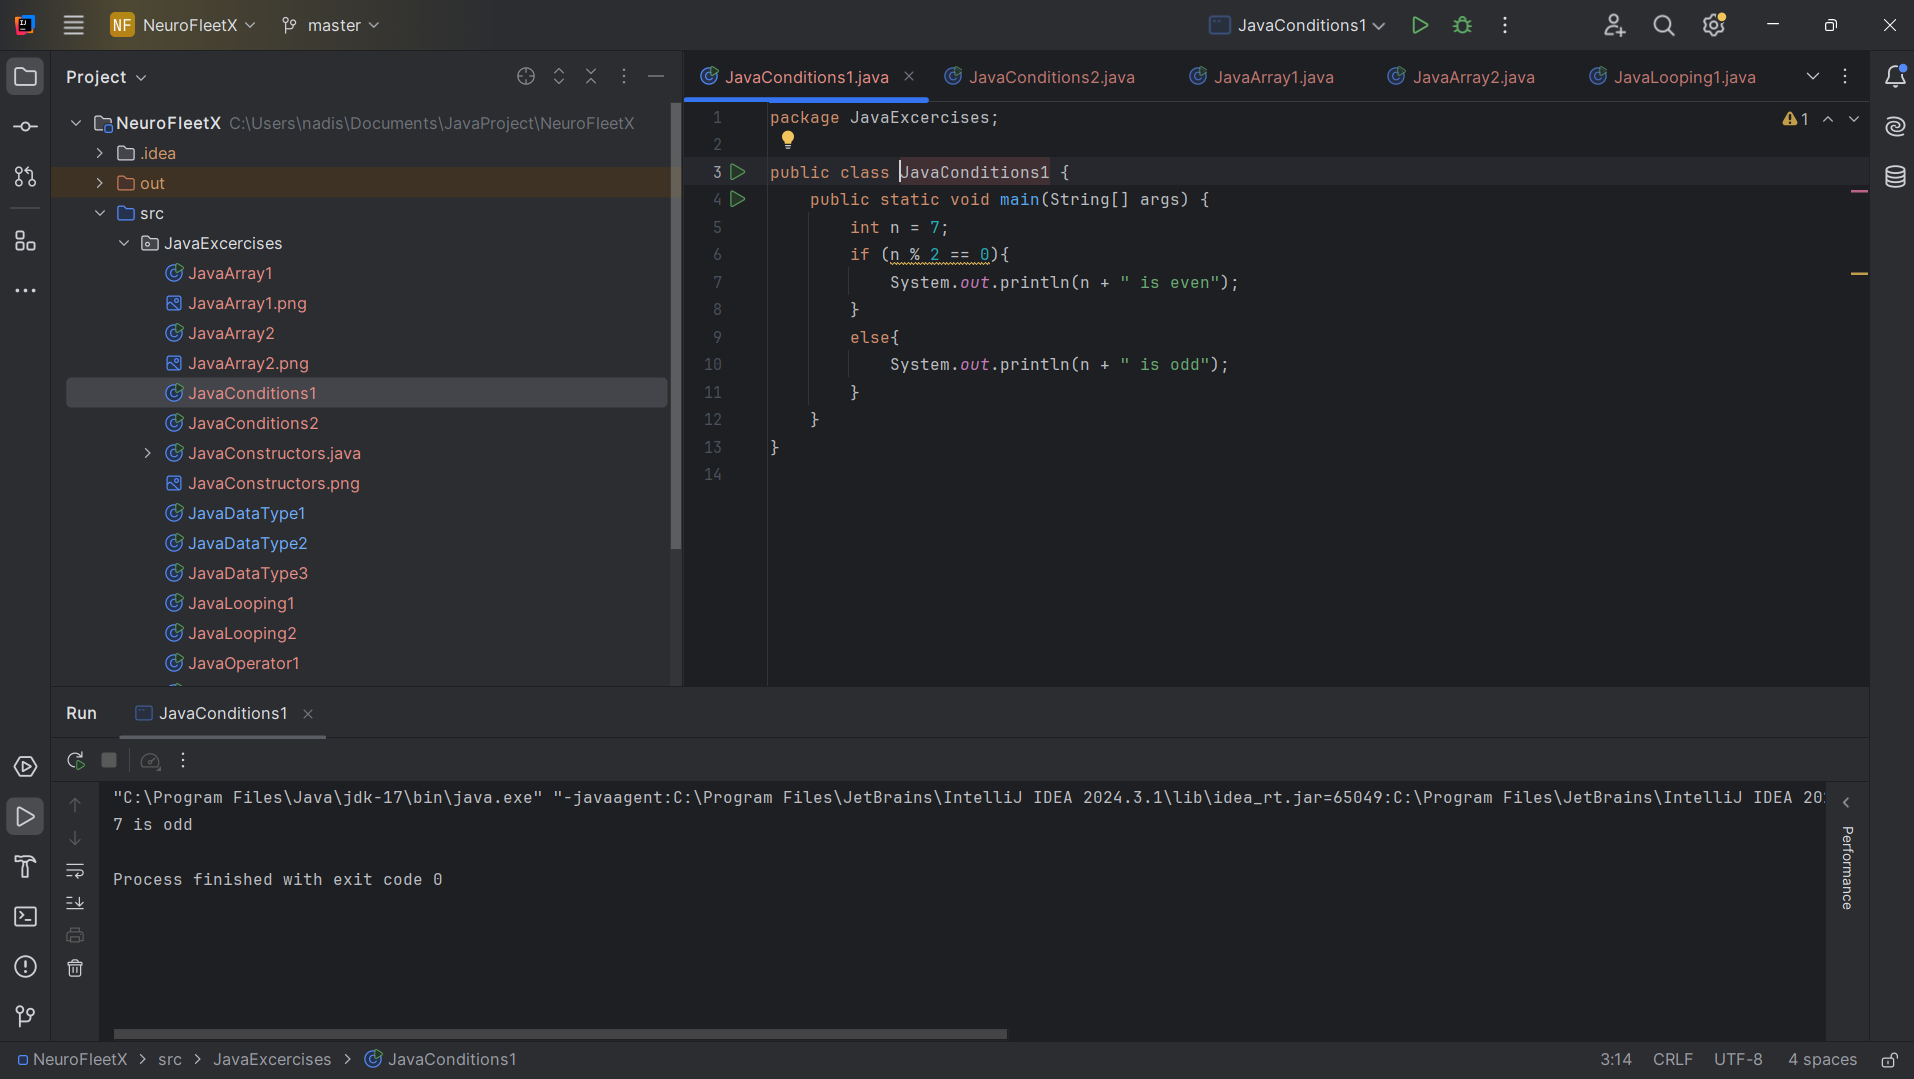 NF NeuroFleetX master JavaConditions1
Project
JavaConditions1.java JavaConditions2.java JavaArray1.java JavaArray2.java JavaLooping1.java
NeuroFleetX C:\Users\nadis\Documents\JavaProject\NeuroFleetX
.idea
out
src
JavaExcercises
JavaArray1
JavaArray1.png
JavaArray2
JavaArray2.png
JavaConditions1
JavaConditions2
JavaConstructors.java
JavaConstructors.png
JavaDataType1
JavaDataType2
JavaDataType3
JavaLooping1
JavaLooping2
JavaOperator1
1 package JavaExcercises;
1
2
3 public class JavaConditions1 {
4 public static void main(String[] args) {
5 int n = 7;
6 if (n % 2 == 0){
7 System.out.println(n + " is even");
8 }
9 else{
10 System.out.println(n + " is odd");
11 }
12 }
13 }
14
Run JavaConditions1
"C:\Program Files\Java\jdk-17\bin\java.exe" "-javaagent:C:\Program Files\JetBrains\IntelliJ IDEA 2024.3.1\lib\idea_rt.jar=65049:C:\Program Files\JetBrains\IntelliJ IDEA 20
7 is odd
Process finished with exit code 0
Performance
NeuroFleetX > src > JavaExcercises > JavaConditions1
3:14 CRLF UTF-8 4 spaces